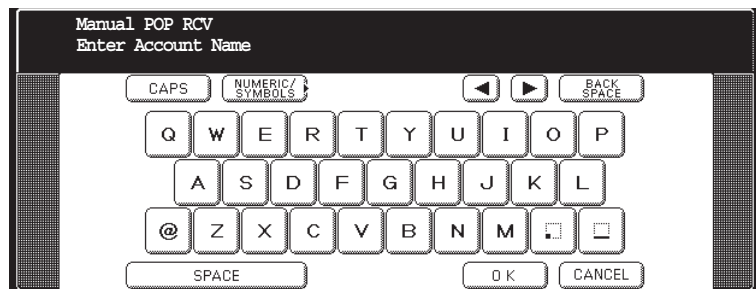 Manual POP RCV
Enter Account Name
CAPS NUMERIC/ SYMBOLS ◀ ▶ BACK SPACE
Q W E R T Y U I O P
A S D F G H J K L
@ Z X C V B N M . _
SPACE OK CANCEL